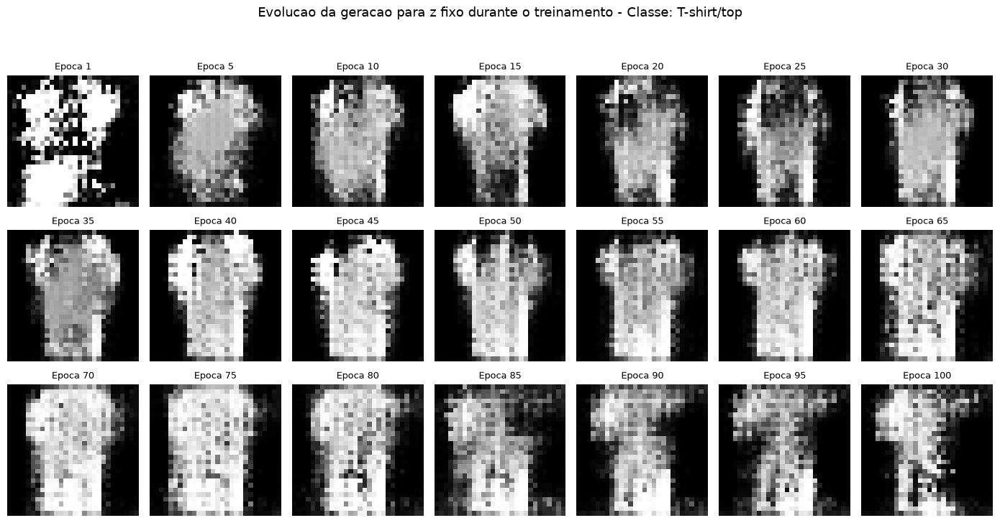 Evolucao da geracao para z fixo durante o treinamento - Classe: T-shirt/top
Epoca 1 Epoca 5 Epoca 10 Epoca 15 Epoca 20 Epoca 25 Epoca 30
Epoca 35 Epoca 40 Epoca 45 Epoca 50 Epoca 55 Epoca 60 Epoca 65
Epoca 70 Epoca 75 Epoca 80 Epoca 85 Epoca 90 Epoca 95 Epoca 100